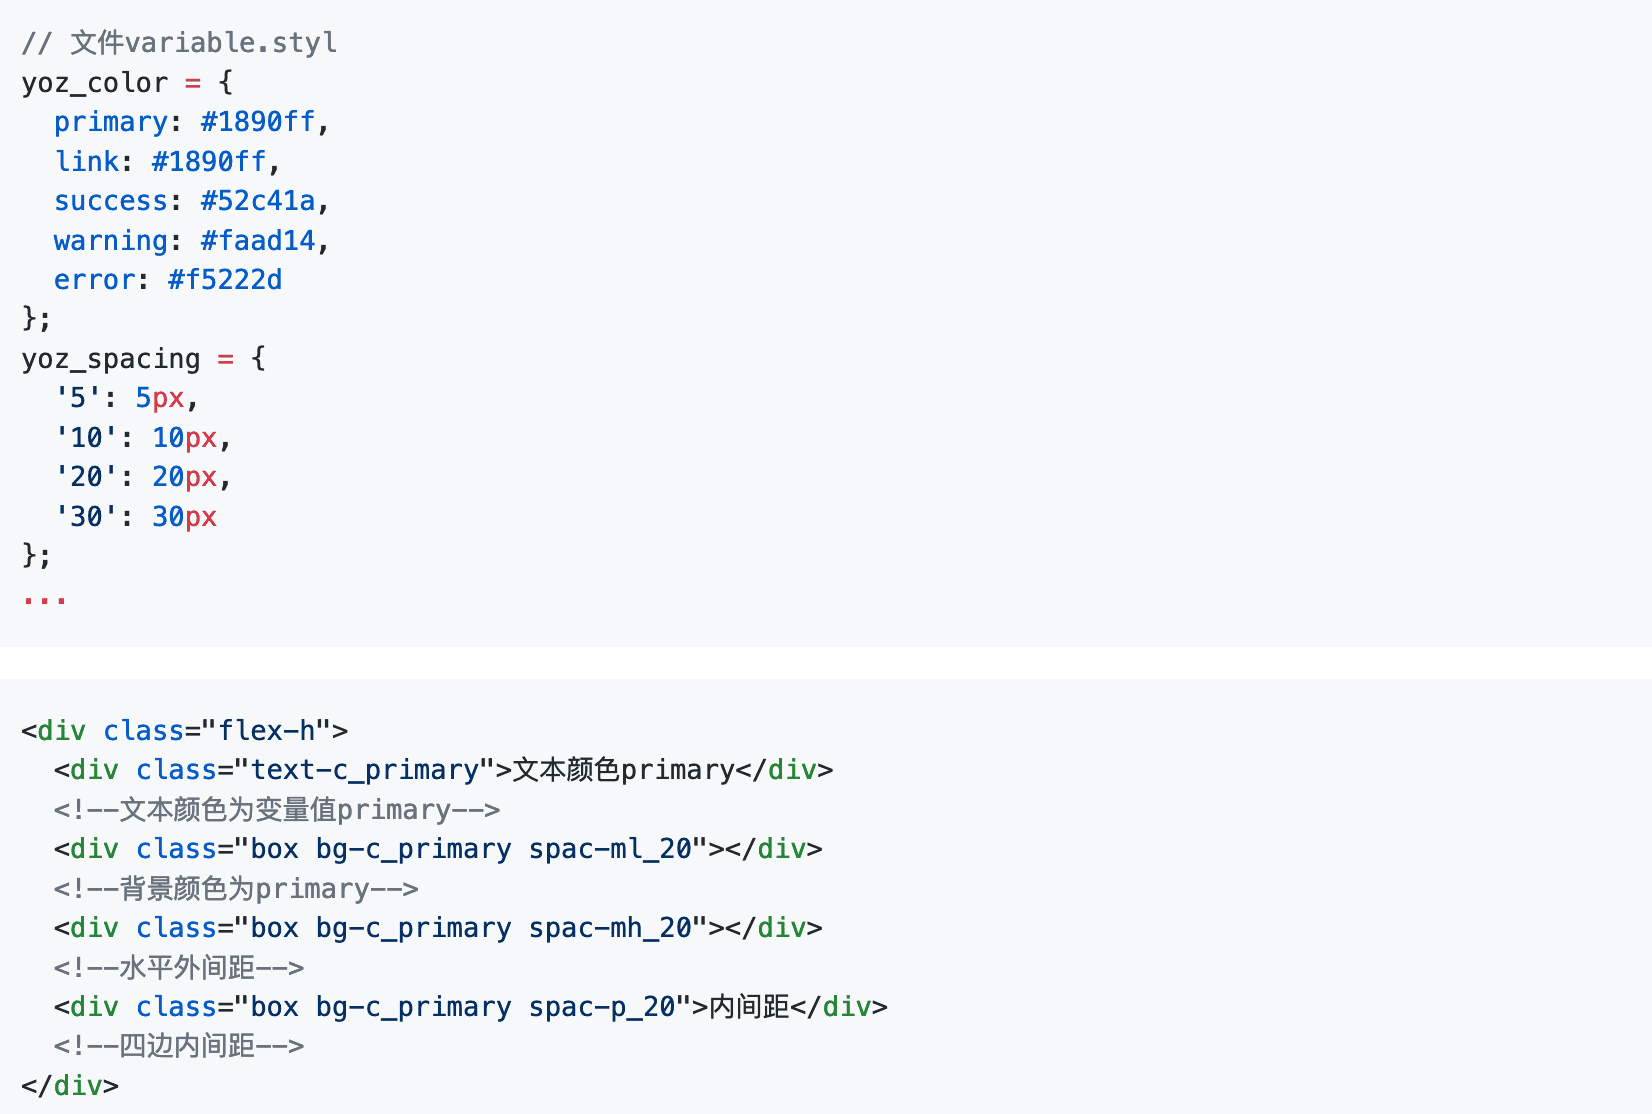 // 文件variable.styl
yoz_color = {
  primary: #1890ff,
  link: #1890ff,
  success: #52c41a,
  warning: #faad14,
  error: #f5222d
};
yoz_spacing = {
  '5': 5px,
  '10': 10px,
  '20': 20px,
  '30': 30px
};
...
<div class="flex-h">
  <div class="text-c_primary">文本颜色primary</div>
  <!--文本颜色为变量值primary-->
  <div class="box bg-c_primary spac-ml_20"></div>
  <!--背景颜色为primary-->
  <div class="box bg-c_primary spac-mh_20"></div>
  <!--水平外间距-->
  <div class="box bg-c_primary spac-p_20">内间距</div>
  <!--四边内间距-->
</div>